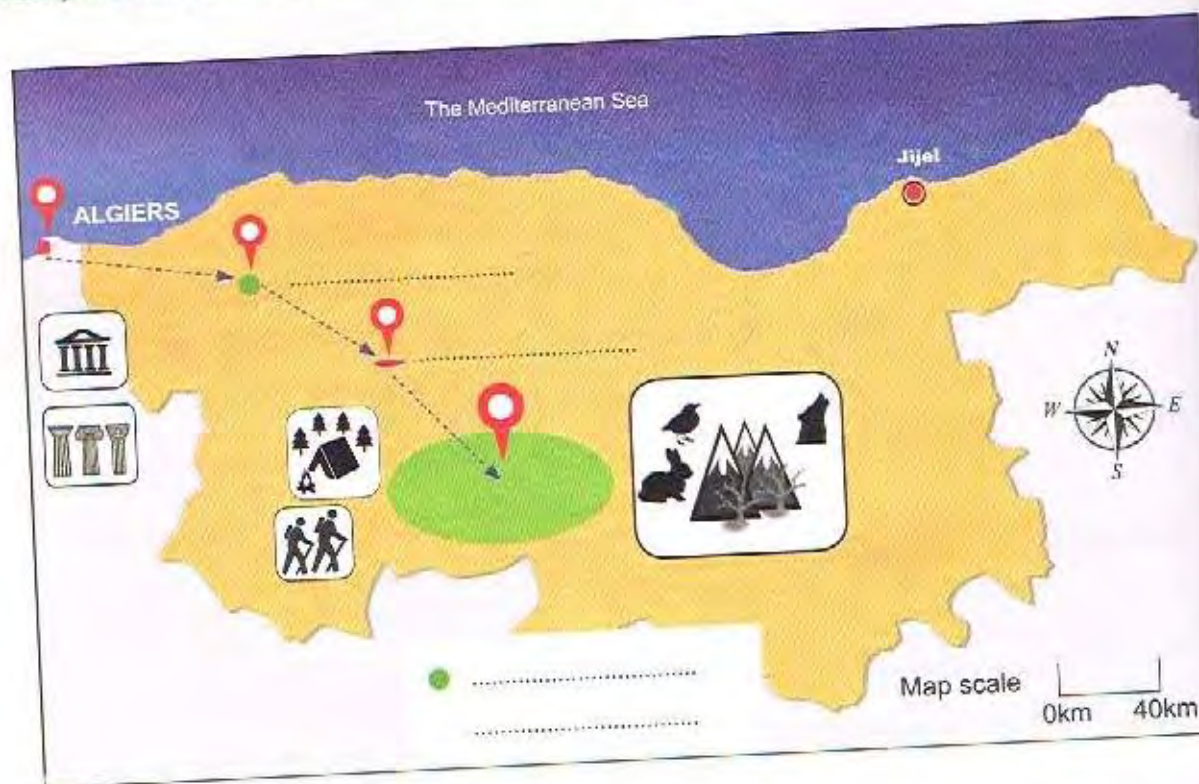 The Mediterranean Sea
Jijel
ALGIERS
N
W E
S
Map scale
0km 40km